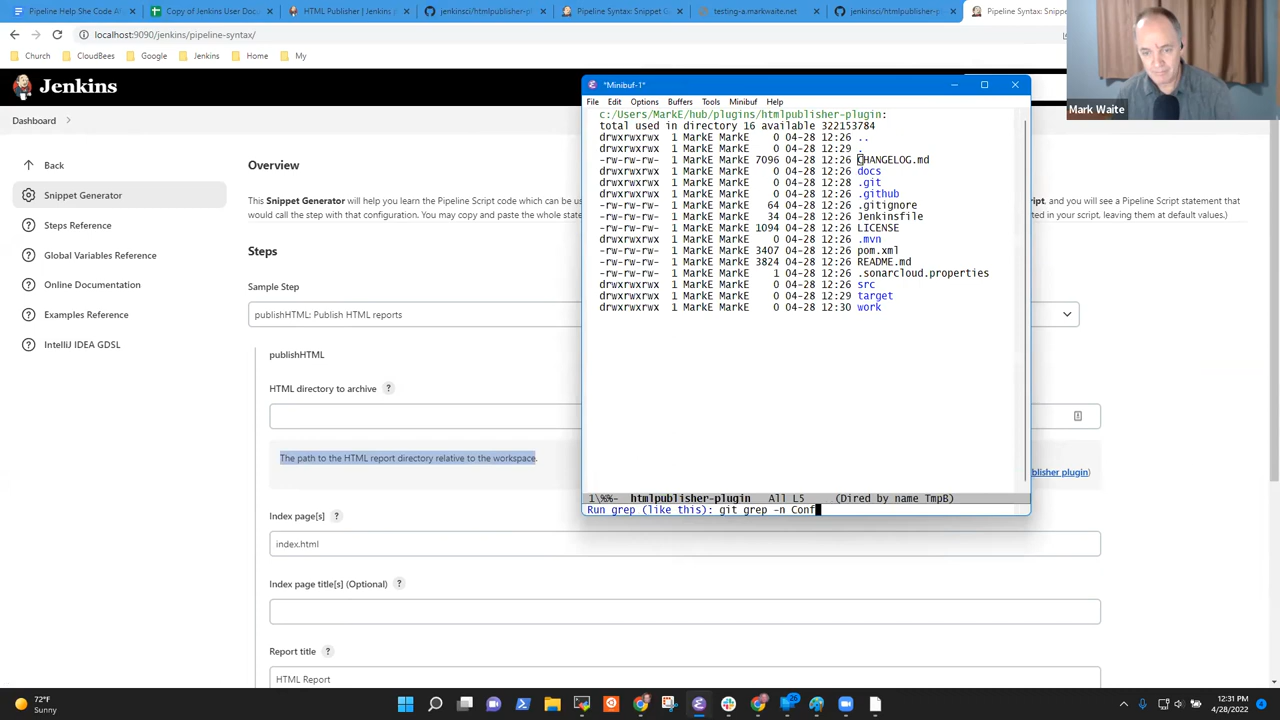 Pipeline Help She Code A
Copy of Jenkins User Docu
HTML Publisher | Jenkins
jenkinsci/htmlpublisher-pl
Pipeline Syntax: Snippet G
testing-a.markwaite.net
jenkinsci/htmlpublisher-pl
Pipeline Syntax: Snip
localhost:9090/jenkins/pipeline-syntax/
Church
CloudBees
Google
Jenkins
Home
My
Jenkins
Dashboard
Back
Snippet Generator
Steps Reference
Global Variables Reference
Online Documentation
Examples Reference
IntelliJ IDEA GDSL
Overview
This Snippet Generator will help you learn the Pipeline Script code which can be us
ript, and you will see a Pipeline Script statement that
would call the step with that configuration. You may copy and paste the whole state
ted in your script, leaving them at default values.)
Steps
Sample Step
publishHTML: Publish HTML reports
publishHTML
HTML directory to archive ?
The path to the HTML report directory relative to the workspace.
blisher plugin)
Index page[s] ?
index.html
Index page title[s] (Optional) ?
Report title ?
HTML Report
*Minibuf-1*
File Edit Options Buffers Tools Minibuf Help
c:/Users/MarkE/hub/plugins/htmlpublisher-plugin:
total used in directory 16 available 322153784
drwxrwxrwx 1 MarkE MarkE 0 04-28 12:26 ..
drwxrwxrwx 1 MarkE MarkE 0 04-28 12:29 .
-rw-rw-rw- 1 MarkE MarkE 7096 04-28 12:26 CHANGELOG.md
drwxrwxrwx 1 MarkE MarkE 0 04-28 12:26 docs
drwxrwxrwx 1 MarkE MarkE 0 04-28 12:28 .git
drwxrwxrwx 1 MarkE MarkE 0 04-28 12:26 .github
-rw-rw-rw- 1 MarkE MarkE 64 04-28 12:26 .gitignore
-rw-rw-rw- 1 MarkE MarkE 34 04-28 12:26 Jenkinsfile
-rw-rw-rw- 1 MarkE MarkE 1094 04-28 12:26 LICENSE
drwxrwxrwx 1 MarkE MarkE 0 04-28 12:26 .mvn
-rw-rw-rw- 1 MarkE MarkE 3407 04-28 12:26 pom.xml
-rw-rw-rw- 1 MarkE MarkE 3824 04-28 12:26 README.md
-rw-rw-rw- 1 MarkE MarkE 1 04-28 12:26 .sonarcloud.properties
drwxrwxrwx 1 MarkE MarkE 0 04-28 12:26 src
drwxrwxrwx 1 MarkE MarkE 0 04-28 12:29 target
drwxrwxrwx 1 MarkE MarkE 0 04-28 12:30 work
1\%%- htmlpublisher-plugin All L5 (Dired by name TmpB)
Run grep (like this): git grep -n Conf
Mark Waite
72°F
Sunny
26
12:31 PM
4/28/2022